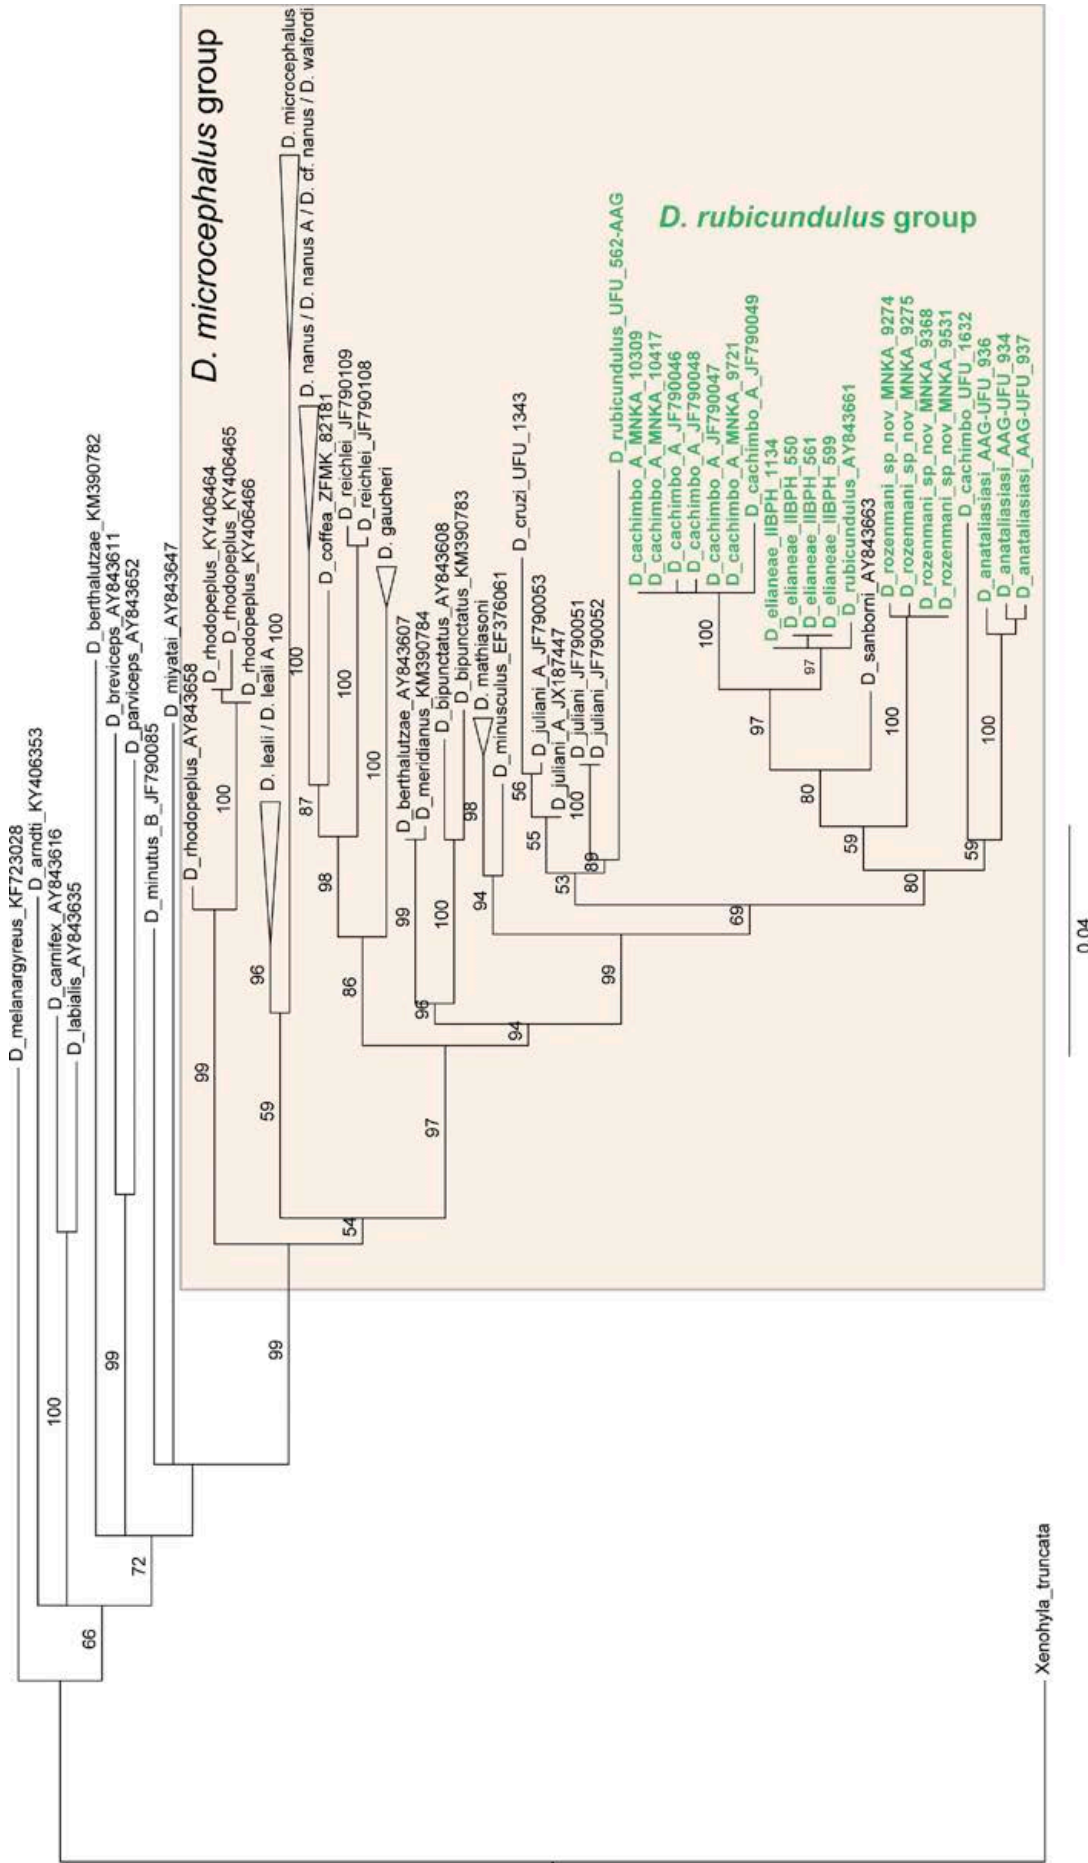 D_melanargyreus_KF723028
D_arndti_KY406353
D_carnifex_AY843616
D_labialis_AY843635
D_berthalutzae_KM390782
D_breviceps_AY843611
D_parviceps_AY843652
D_minutus_B_JF790085
D_miyatai_AY843647
D. microcephalus group
D_rhodopeplus_AY843658
D_rhodopeplus_KY406464
D_rhodopeplus_KY406465
D_rhodopeplus_KY406466
D. leali / D. leali A
D. microcephalus
D. nanus / D. nanus A / D. cf. nanus / D. walfordi
D_coffea_ZFMK_82181
D_reichlei_JF790109
D_reichlei_JF790108
D. gaucheri
D_berthalutzae_AY843607
D_meridianus_KM390784
D_bipunctatus_AY843608
D_bipunctatus_KM390783
D. mathiasoni
D_minusculus_EF376061
D_cruzi_UFU_1343
D_juliani_A_JF790053
D_juliani_A_JX187447
D_juliani_JF790051
D_juliani_JF790052
D_rubicundulus_UFU_562-AAG
D. rubicundulus group
D_cachimbo_A_MNKA_10309
D_cachimbo_A_MNKA_10417
D_cachimbo_A_JF790046
D_cachimbo_A_JF790048
D_cachimbo_A_JF790047
D_cachimbo_A_MNKA_9721
D_cachimbo_A_JF790049
D_elianeae_IIBPH_1134
D_elianeae_IIBPH_550
D_elianeae_IIBPH_561
D_elianeae_IIBPH_599
D_rubicundulus_AY843661
D_sanborni_AY843663
D_rozenmani_sp_nov_MNKA_9274
D_rozenmani_sp_nov_MNKA_9275
D_rozenmani_sp_nov_MNKA_9368
D_rozenmani_sp_nov_MNKA_9531
D_cachimbo_UFU_1632
D_anataliasiasi_AAG-UFU_936
D_anataliasiasi_AAG-UFU_934
D_anataliasiasi_AAG-UFU_937
Xenohyla_truncata
66
100
72
99
99
99
100
54
59
96
100
100
97
86
98
87
100
100
94
96
99
100
98
99
94
69
53
55
56
89
100
80
59
80
97
100
97
100
59
100
0.04